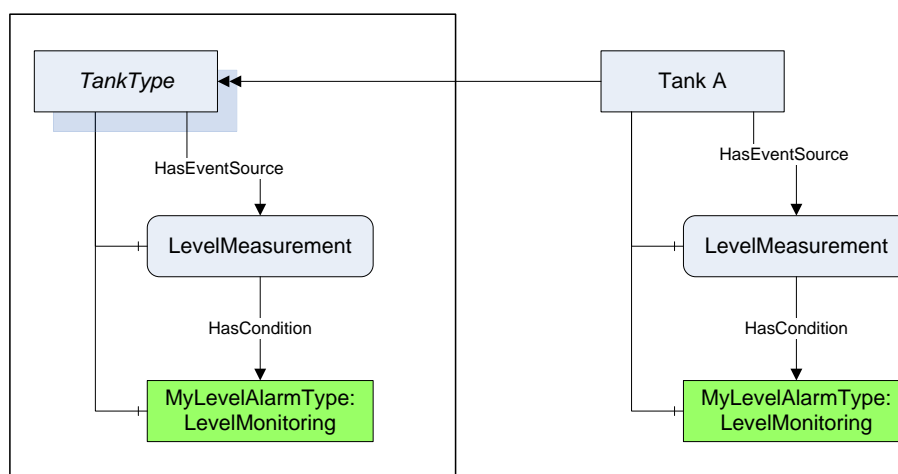 TankType
Tank A
HasEventSource
HasEventSource
LevelMeasurement
LevelMeasurement
HasCondition
HasCondition
MyLevelAlarmType:
LevelMonitoring
MyLevelAlarmType:
LevelMonitoring